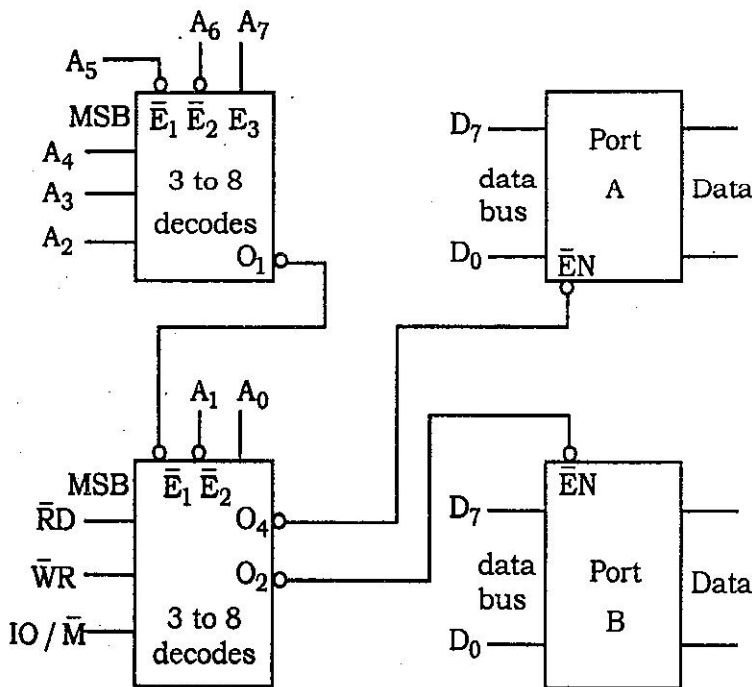 A₆ A₇
A₅
MSB Ē₁ Ē₂ E₃
A₄
A₃
A₂
3 to 8
decodes
O₁
D₇
Port
A
data
bus
Data
D₀
ĒN
A₁ A₀
MSB Ē₁ Ē₂
R̄D
W̄R
IO / M̄
O₄
O₂
3 to 8
decodes
ĒN
D₇
data
bus
Port
B
Data
D₀